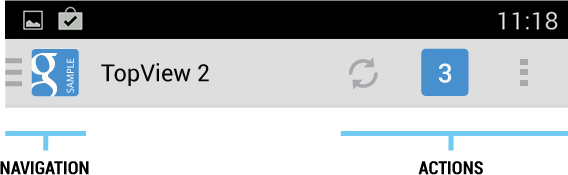 11:18
g SAMPLE TopView 2 3
NAVIGATION ACTIONS